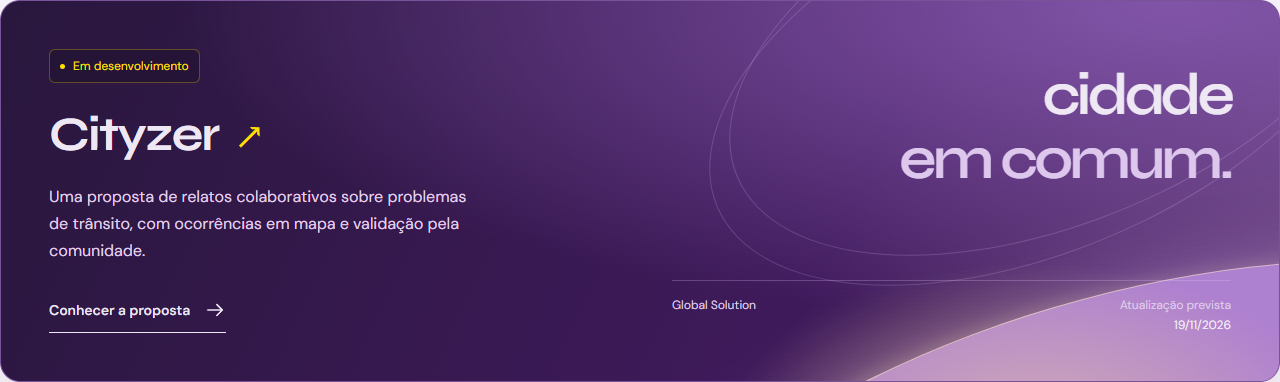 Em desenvolvimento
Cityzer ↗
Uma proposta de relatos colaborativos sobre problemas
de trânsito, com ocorrências em mapa e validação pela
comunidade.
Conhecer a proposta →
cidade
em comum.
Global Solution
Atualização prevista
19/11/2026